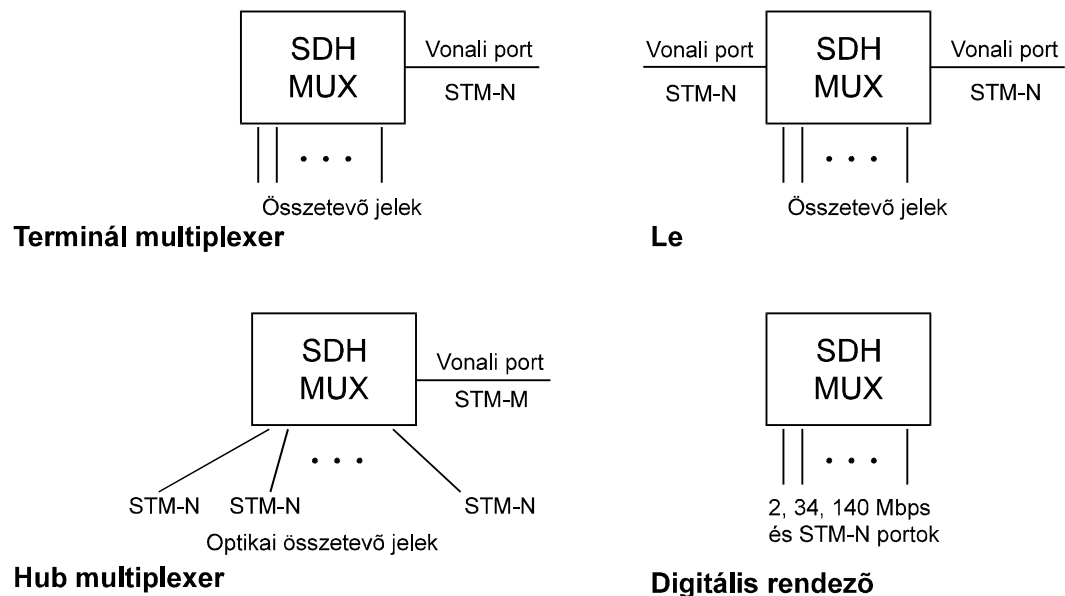 SDH
MUX
Vonali port
STM-N
Összetevõ jelek
Terminál multiplexer
Vonali port
STM-N
SDH
MUX
Vonali port
STM-N
Összetevõ jelek
Le
SDH
MUX
Vonali port
STM-M
STM-N STM-N STM-N
Optikai összetevõ jelek
Hub multiplexer
SDH
MUX
2, 34, 140 Mbps
és STM-N portok
Digitális rendezõ